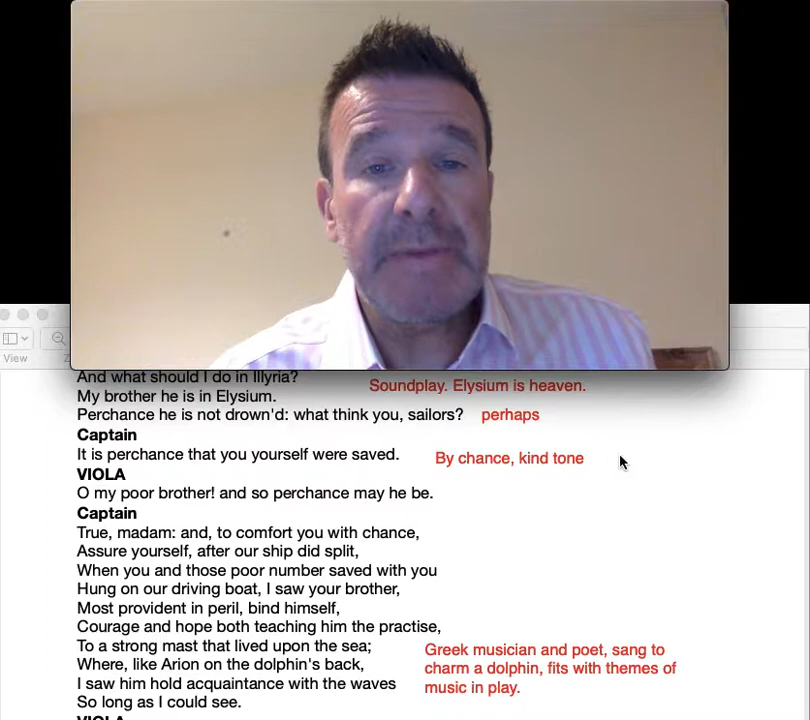 View
And what should I do in Illyria?
Soundplay. Elysium is heaven.
My brother he is in Elysium.
Perchance he is not drown'd: what think you, sailors? perhaps
Captain
It is perchance that you yourself were saved. By chance, kind tone
VIOLA
O my poor brother! and so perchance may he be.
Captain
True, madam: and, to comfort you with chance,
Assure yourself, after our ship did split,
When you and those poor number saved with you
Hung on our driving boat, I saw your brother,
Most provident in peril, bind himself,
Courage and hope both teaching him the practise,
To a strong mast that lived upon the sea;
Where, like Arion on the dolphin's back,
I saw him hold acquaintance with the waves
So long as I could see.
Greek musician and poet, sang to
charm a dolphin, fits with themes of
music in play.
VIOLA